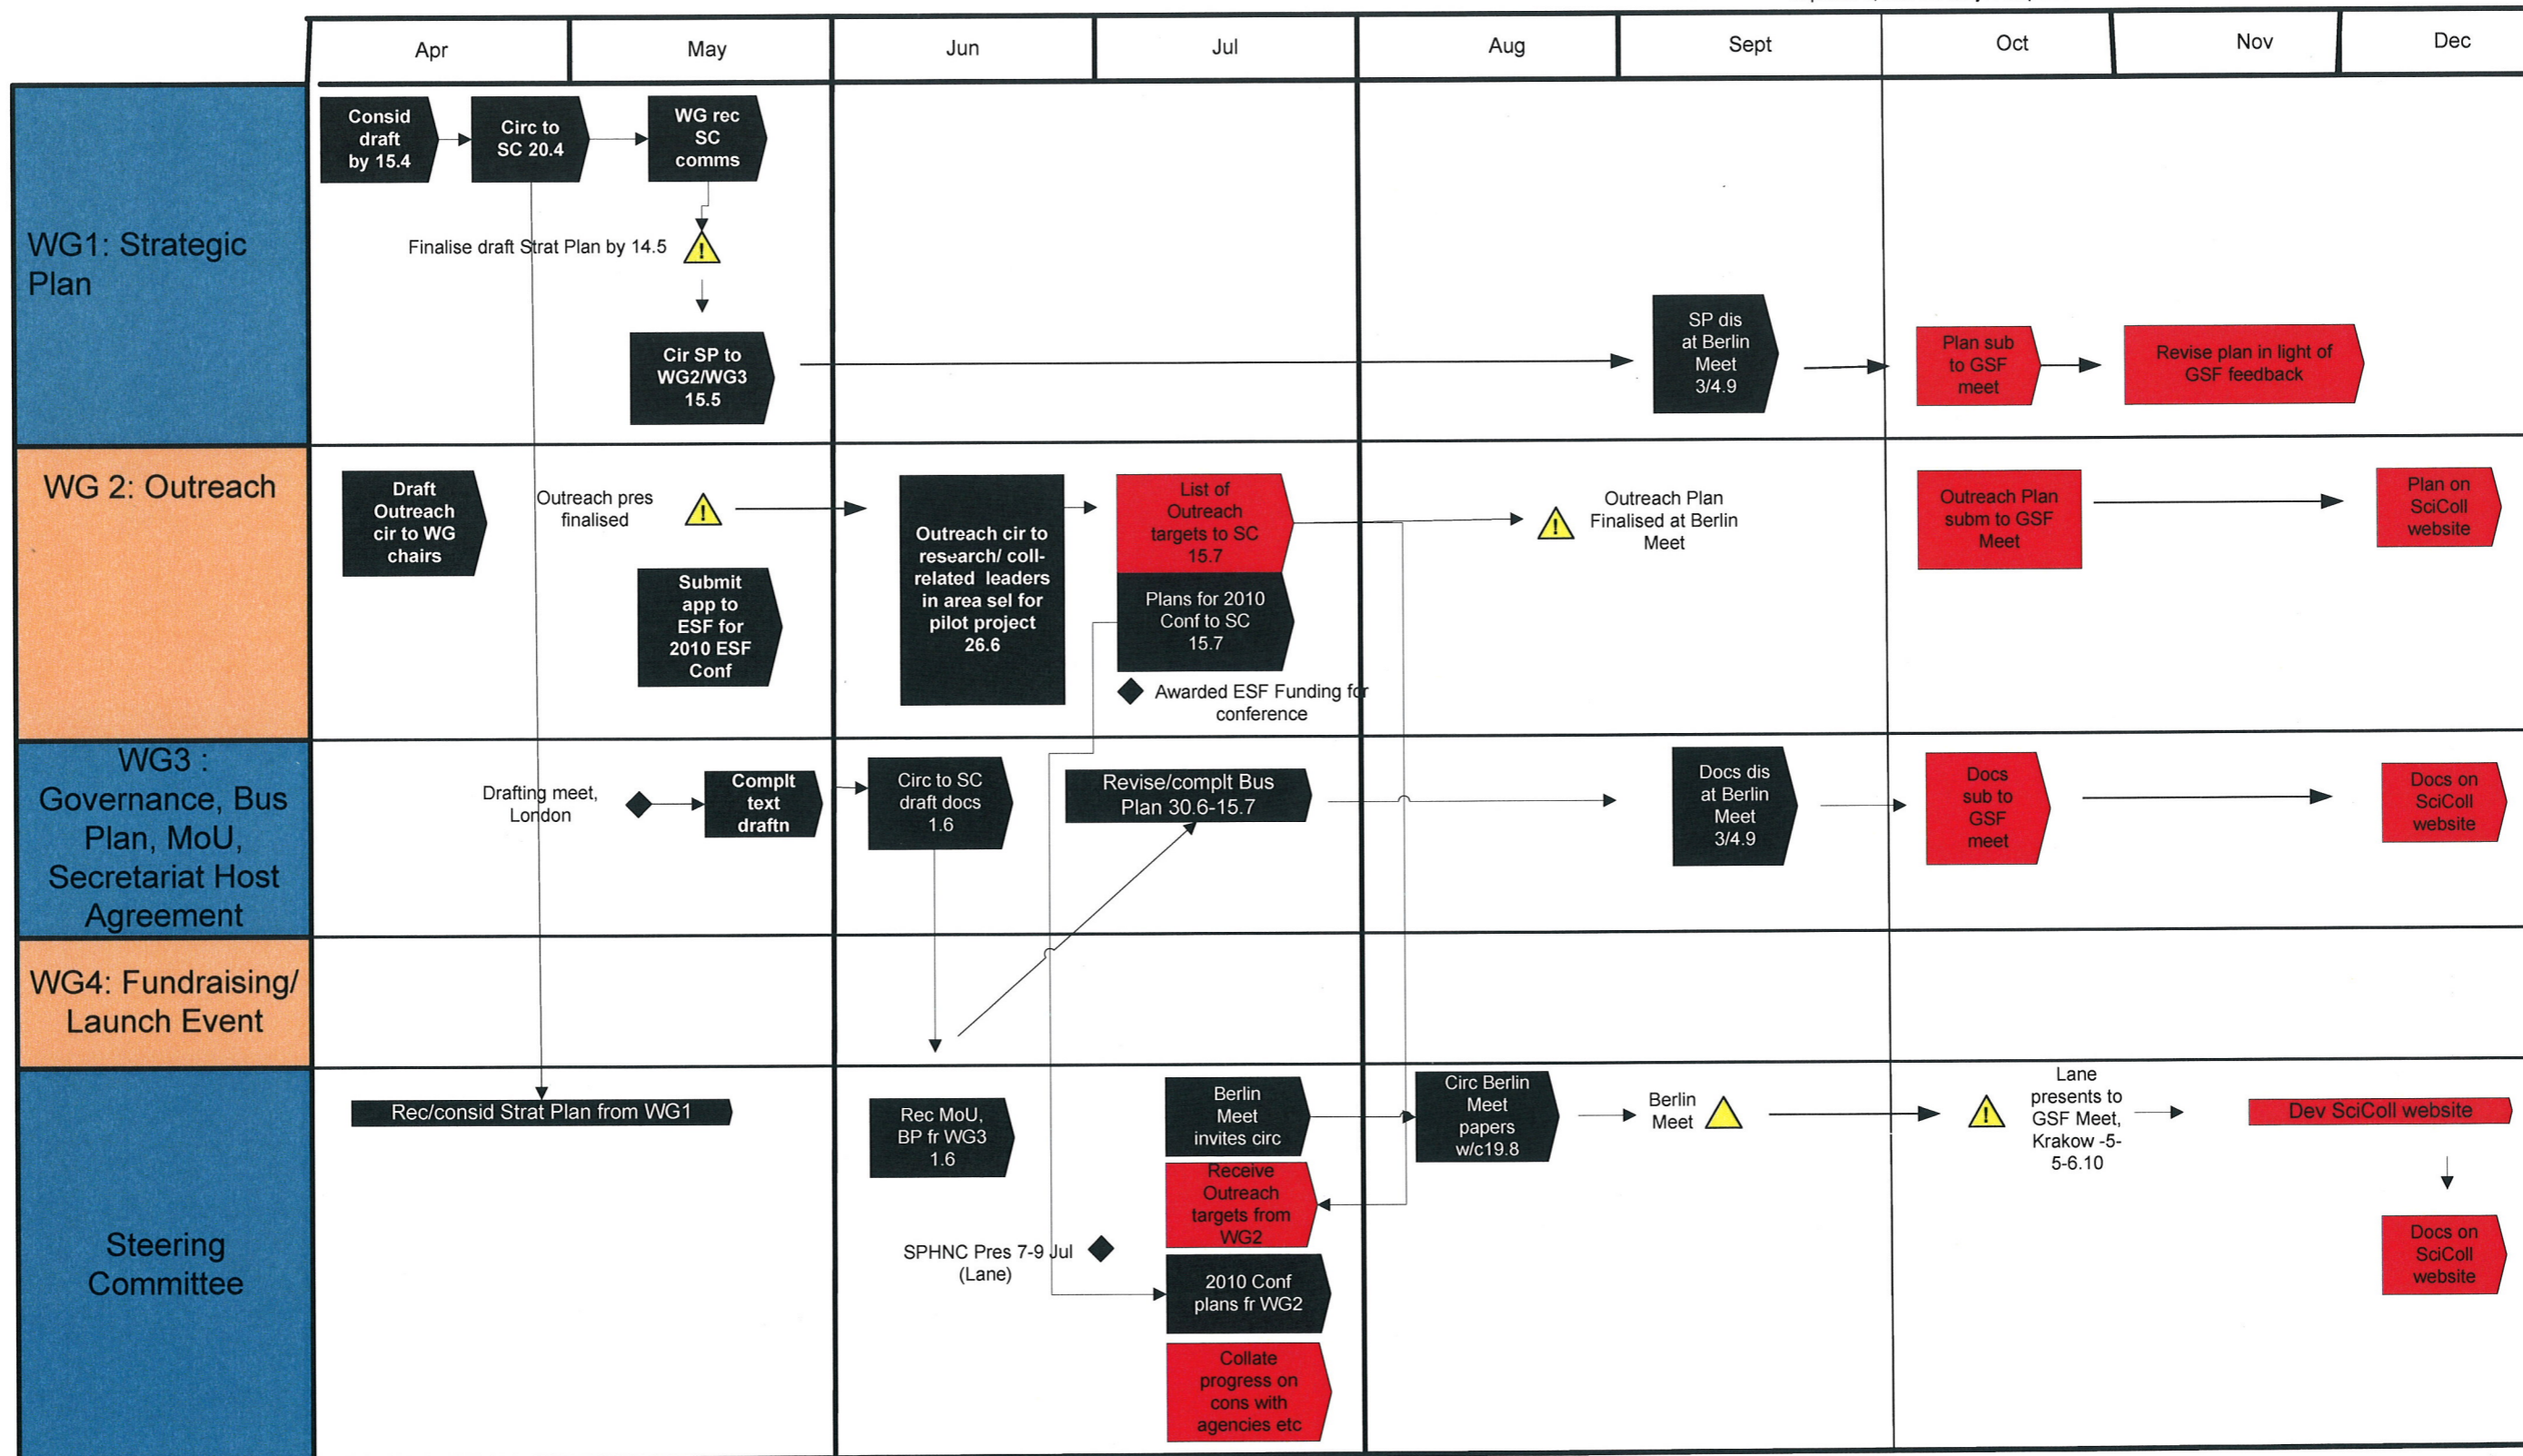 Apr
May
Jun
Jul
Aug
Sept
Oct
Nov
Dec
WG1: Strategic
Plan
Consid
draft
by 15.4
Circ to
SC 20.4
WG rec
SC
comms
Finalise draft Strat Plan by 14.5
!
Cir SP to
WG2/WG3
15.5
SP dis
at Berlin
Meet
3/4.9
Plan sub
to GSF
meet
Revise plan in light of
GSF feedback
WG 2: Outreach
Draft
Outreach
cir to WG
chairs
Outreach pres
finalised
!
Submit
app to
ESF for
2010 ESF
Conf
Outreach cir to
research/ coll-
related leaders
in area sel for
pilot project
26.6
List of
Outreach
targets to SC
15.7
Plans for 2010
Conf to SC
15.7
Awarded ESF Funding for
conference
!
Outreach Plan
Finalised at Berlin
Meet
Outreach Plan
subm to GSF
Meet
Plan on
SciColl
website
WG3 :
Governance, Bus
Plan, MoU,
Secretariat Host
Agreement
Drafting meet,
London
Complt
text
draftn
Circ to SC
draft docs
1.6
Revise/complt Bus
Plan 30.6-15.7
Docs dis
at Berlin
Meet
3/4.9
Docs
sub to
GSF
meet
Docs on
SciColl
website
WG4: Fundraising/
Launch Event
Steering
Committee
Rec/consid Strat Plan from WG1
Rec MoU,
BP fr WG3
1.6
SPHNC Pres 7-9 Jul
(Lane)
Berlin
Meet
invites circ
Receive
Outreach
targets from
WG2
2010 Conf
plans fr WG2
Collate
progress on
cons with
agencies etc
Circ Berlin
Meet
papers
w/c19.8
Berlin
Meet
!
Lane
presents to
GSF Meet,
Krakow -5-
5-6.10
Dev SciColl website
Docs on
SciColl
website